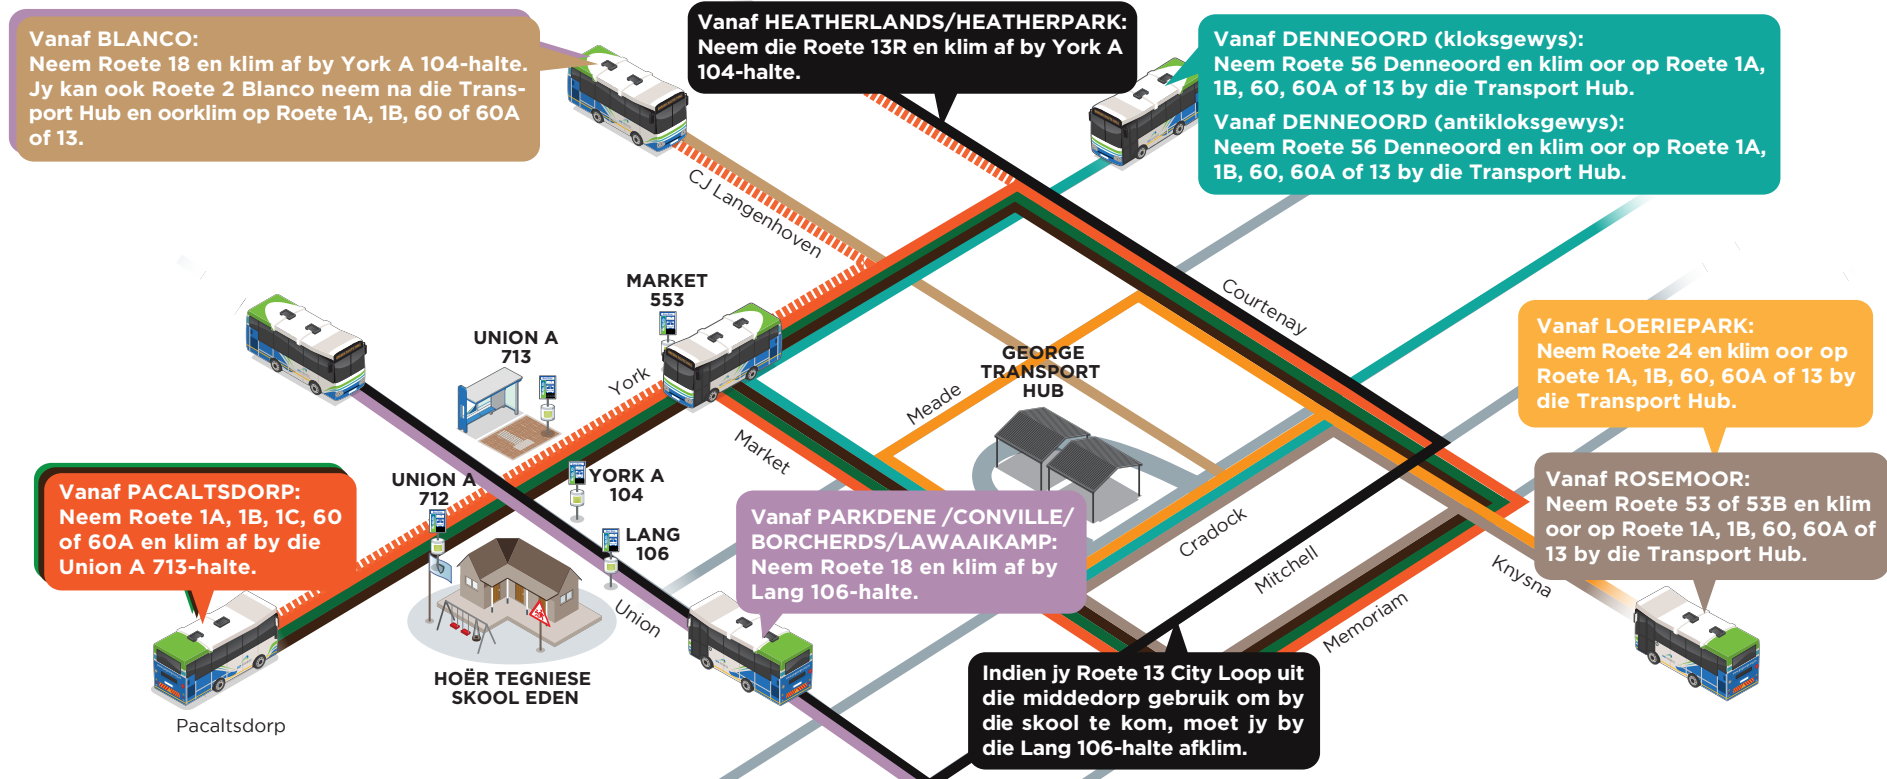 Vanaf BLANCO:
Neem Roete 18 en klim af by York A 104-halte.
Jy kan ook Roete 2 Blanco neem na die Trans-
port Hub en oorklim op Roete 1A, 1B, 60 of 60A
of 13.
Vanaf HEATHERLANDS/HEATHERPARK:
Neem die Roete 13R en klim af by York A
104-halte.
Vanaf DENNEOORD (kloksgewys):
Neem Roete 56 Denneoord en klim oor op Roete 1A,
1B, 60, 60A of 13 by die Transport Hub.
Vanaf DENNEOORD (antikloksgewys):
Neem Roete 56 Denneoord en klim oor op Roete 1A,
1B, 60, 60A of 13 by die Transport Hub.
CJ Langenhoven
MARKET
553
Courtenay
UNION A
713
York
GEORGE
TRANSPORT
HUB
Meade
Market
Vanaf LOERIEPARK:
Neem Roete 24 en klim oor op
Roete 1A, 1B, 60, 60A of 13 by
die Transport Hub.
UNION A
712
YORK A
104
LANG
106
Vanaf PACALTSDORP:
Neem Roete 1A, 1B, 1C, 60
of 60A en klim af by die
Union A 713-halte.
Vanaf PARKDENE /CONVILLE/
BORCHERDS/LAWAAIKAMP:
Neem Roete 18 en klim af by
Lang 106-halte.
Cradock
Mitchell
Vanaf ROSEMOOR:
Neem Roete 53 of 53B en klim
oor op Roete 1A, 1B, 60, 60A of
13 by die Transport Hub.
Knysna
Memoriam
Union
HOËR TEGNIESE
SKOOL EDEN
Pacaltsdorp
Indien jy Roete 13 City Loop uit
die middedorp gebruik om by
die skool te kom, moet jy by
die Lang 106-halte afklim.